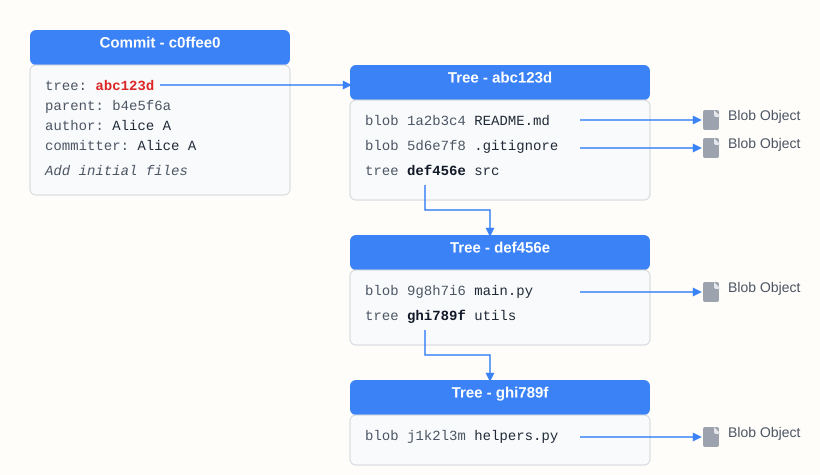 Commit - c0ffee0
tree: abc123d
parent: b4e5f6a
author: Alice A
committer: Alice A
Add initial files
Tree - abc123d
blob 1a2b3c4 README.md
Blob Object
blob 5d6e7f8 .gitignore
Blob Object
tree def456e src
Tree - def456e
blob 9g8h7i6 main.py
Blob Object
tree ghi789f utils
Tree - ghi789f
blob j1k2l3m helpers.py
Blob Object